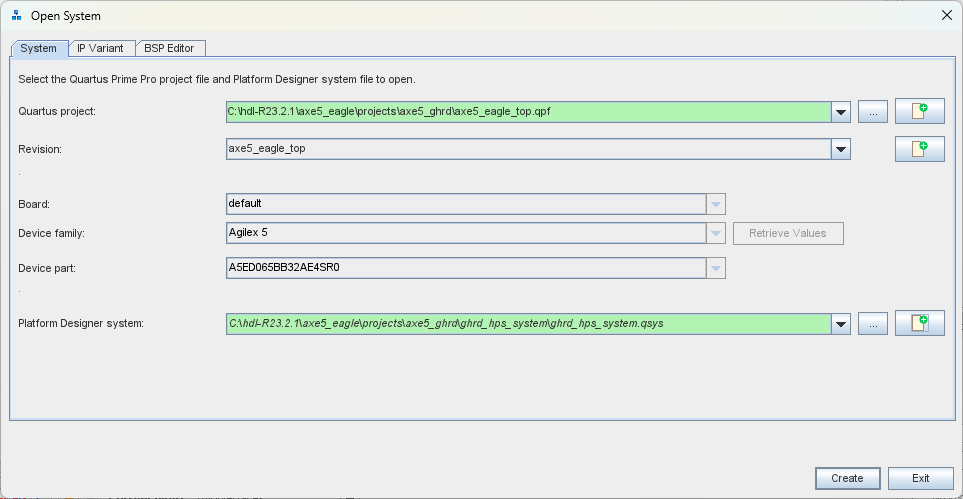 Open System
System
IP Variant
BSP Editor
Select the Quartus Prime Pro project file and Platform Designer system file to open.
Quartus project:
C:\hdl-R23.2.1\axe5_eagle\projects\axe5_ghrd\axe5_eagle_top.qpf
...
Revision:
axe5_eagle_top
.
Board:
default
Device family:
Agilex 5
Retrieve Values
Device part:
A5ED065BB32AE4SR0
.
Platform Designer system:
C:\hdl-R23.2.1\axe5_eagle\projects\axe5_ghrd\ghrd_hps_system\ghrd_hps_system.qsys
...
Create
Exit